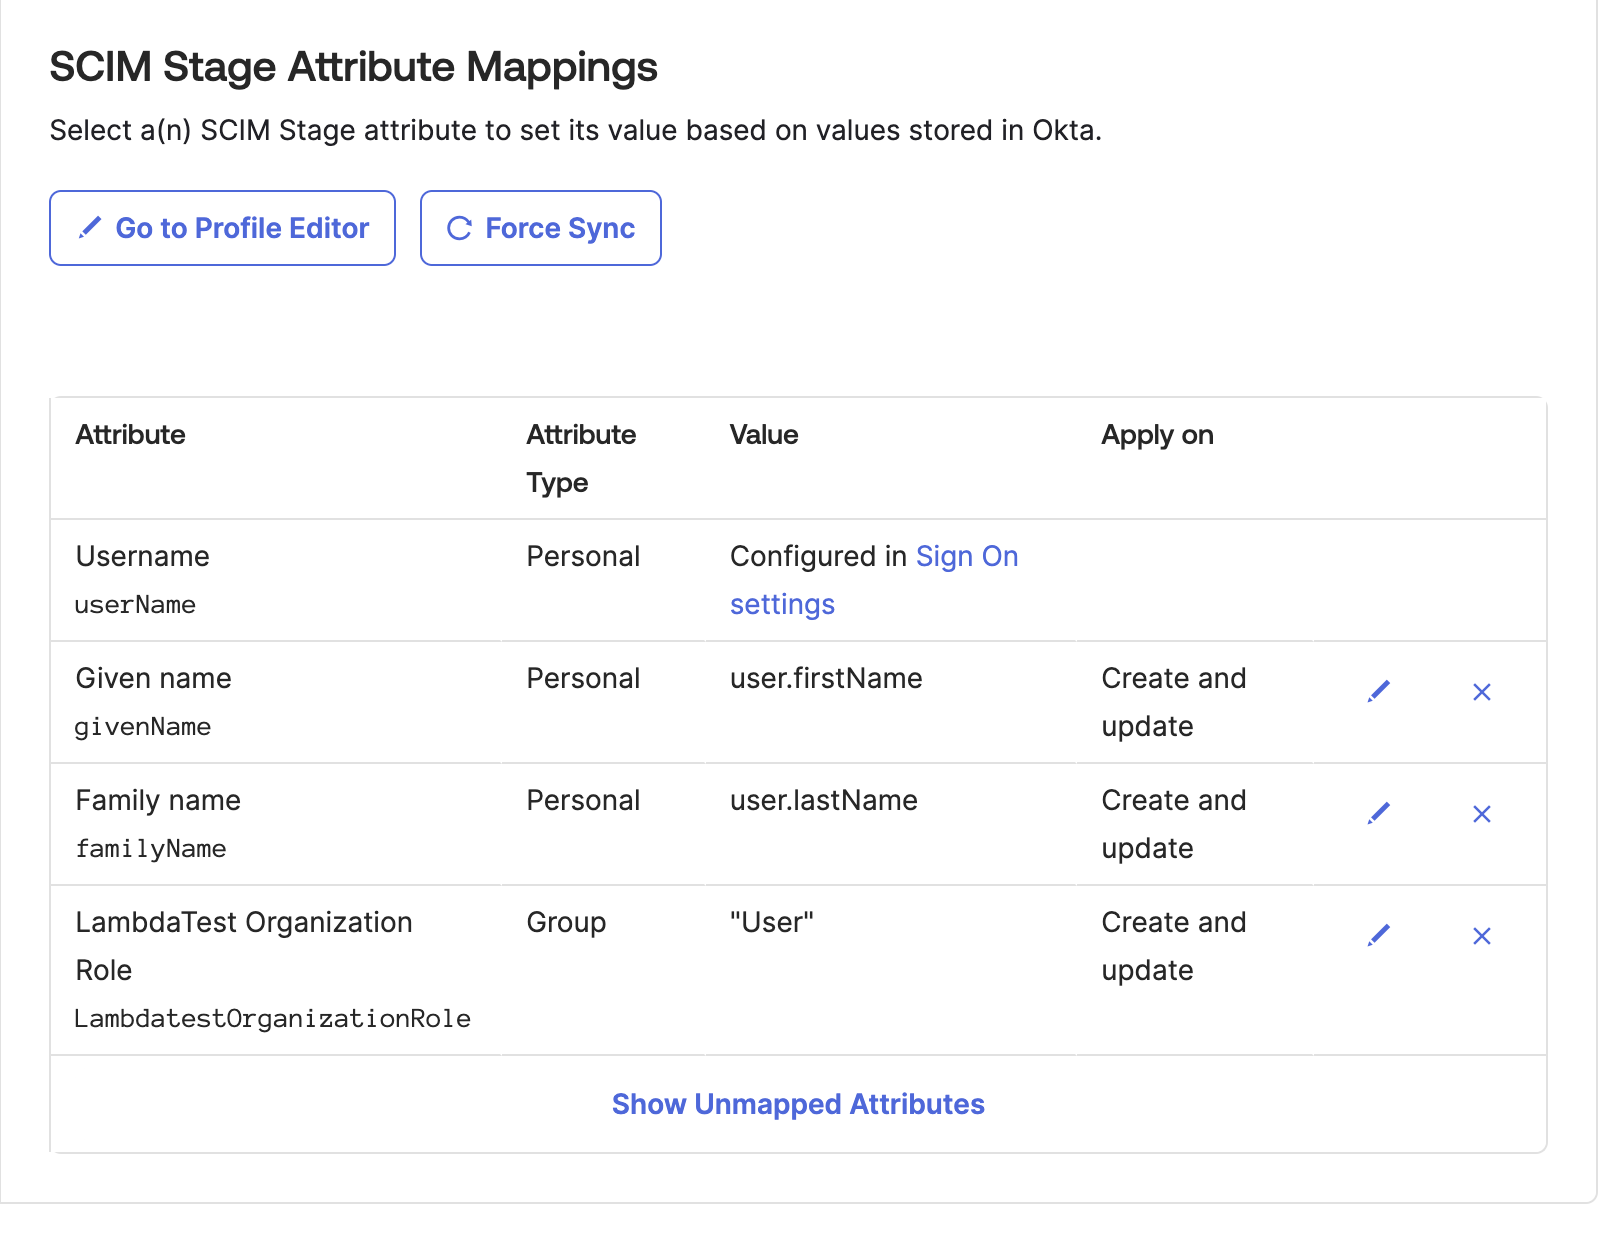 SCIM Stage Attribute Mappings
Select a(n) SCIM Stage attribute to set its value based on values stored in Okta.
Go to Profile Editor
Force Sync
Attribute
Attribute
Type
Value
Apply on
Username
userName
Personal
Configured in Sign On
settings
Given name
givenName
Personal
user.firstName
Create and
update
Family name
familyName
Personal
user.lastName
Create and
update
LambdaTest Organization
Role
LambdatestOrganizationRole
Group
"User"
Create and
update
Show Unmapped Attributes